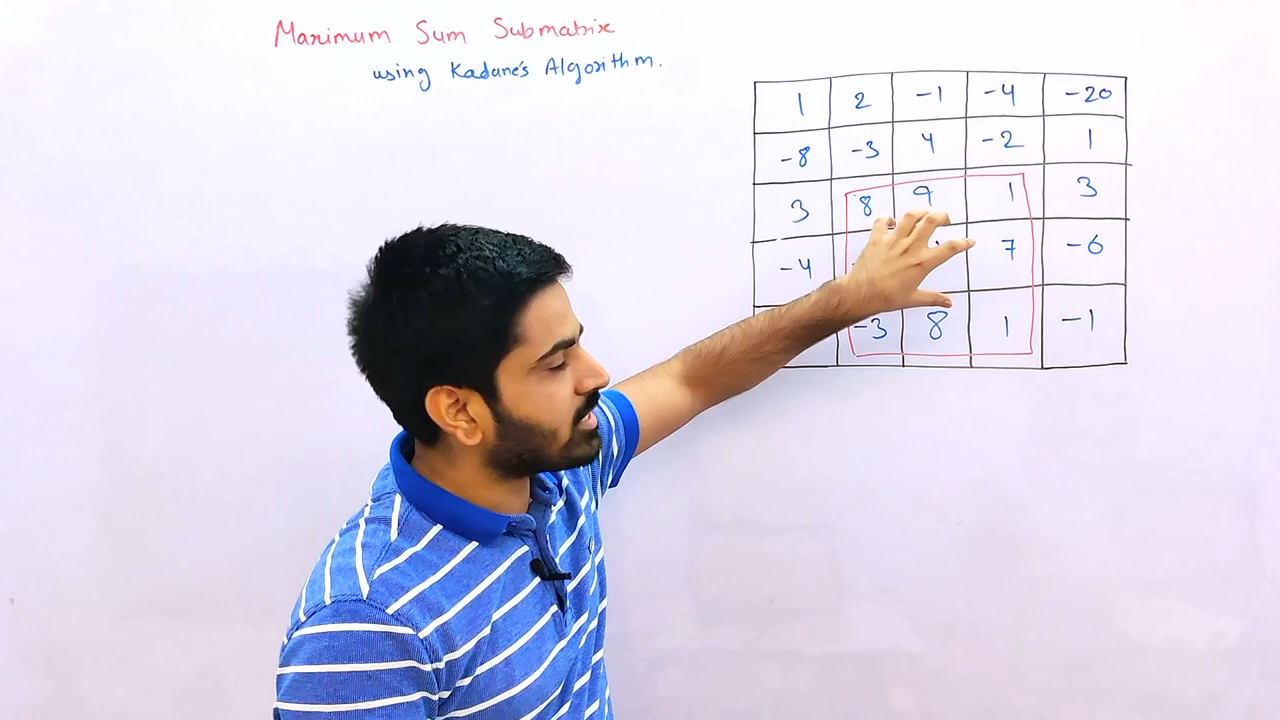 Maximum Sum Submatrix
using Kadane's Algorithm.
1 2 -1 -4 -20
-8 -3 4 -2 1
3 8 9 1 3
-4 7 -6
-3 8 1 -1